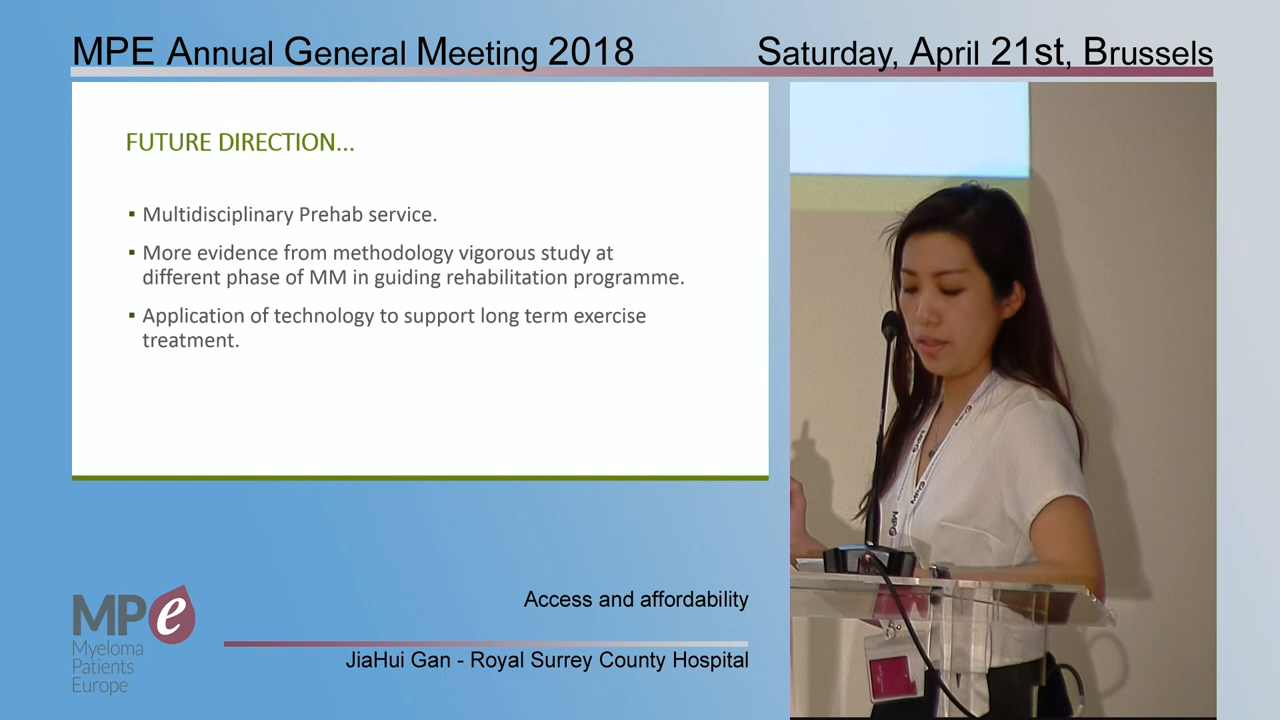 MPE Annual General Meeting 2018
Saturday, April 21st, Brussels
FUTURE DIRECTION...
▪ Multidisciplinary Prehab service.
▪ More evidence from methodology vigorous study at
different phase of MM in guiding rehabilitation programme.
▪ Application of technology to support long term exercise
treatment.
Access and affordability
JiaHui Gan - Royal Surrey County Hospital
MPe
Myeloma
Patients
Europe